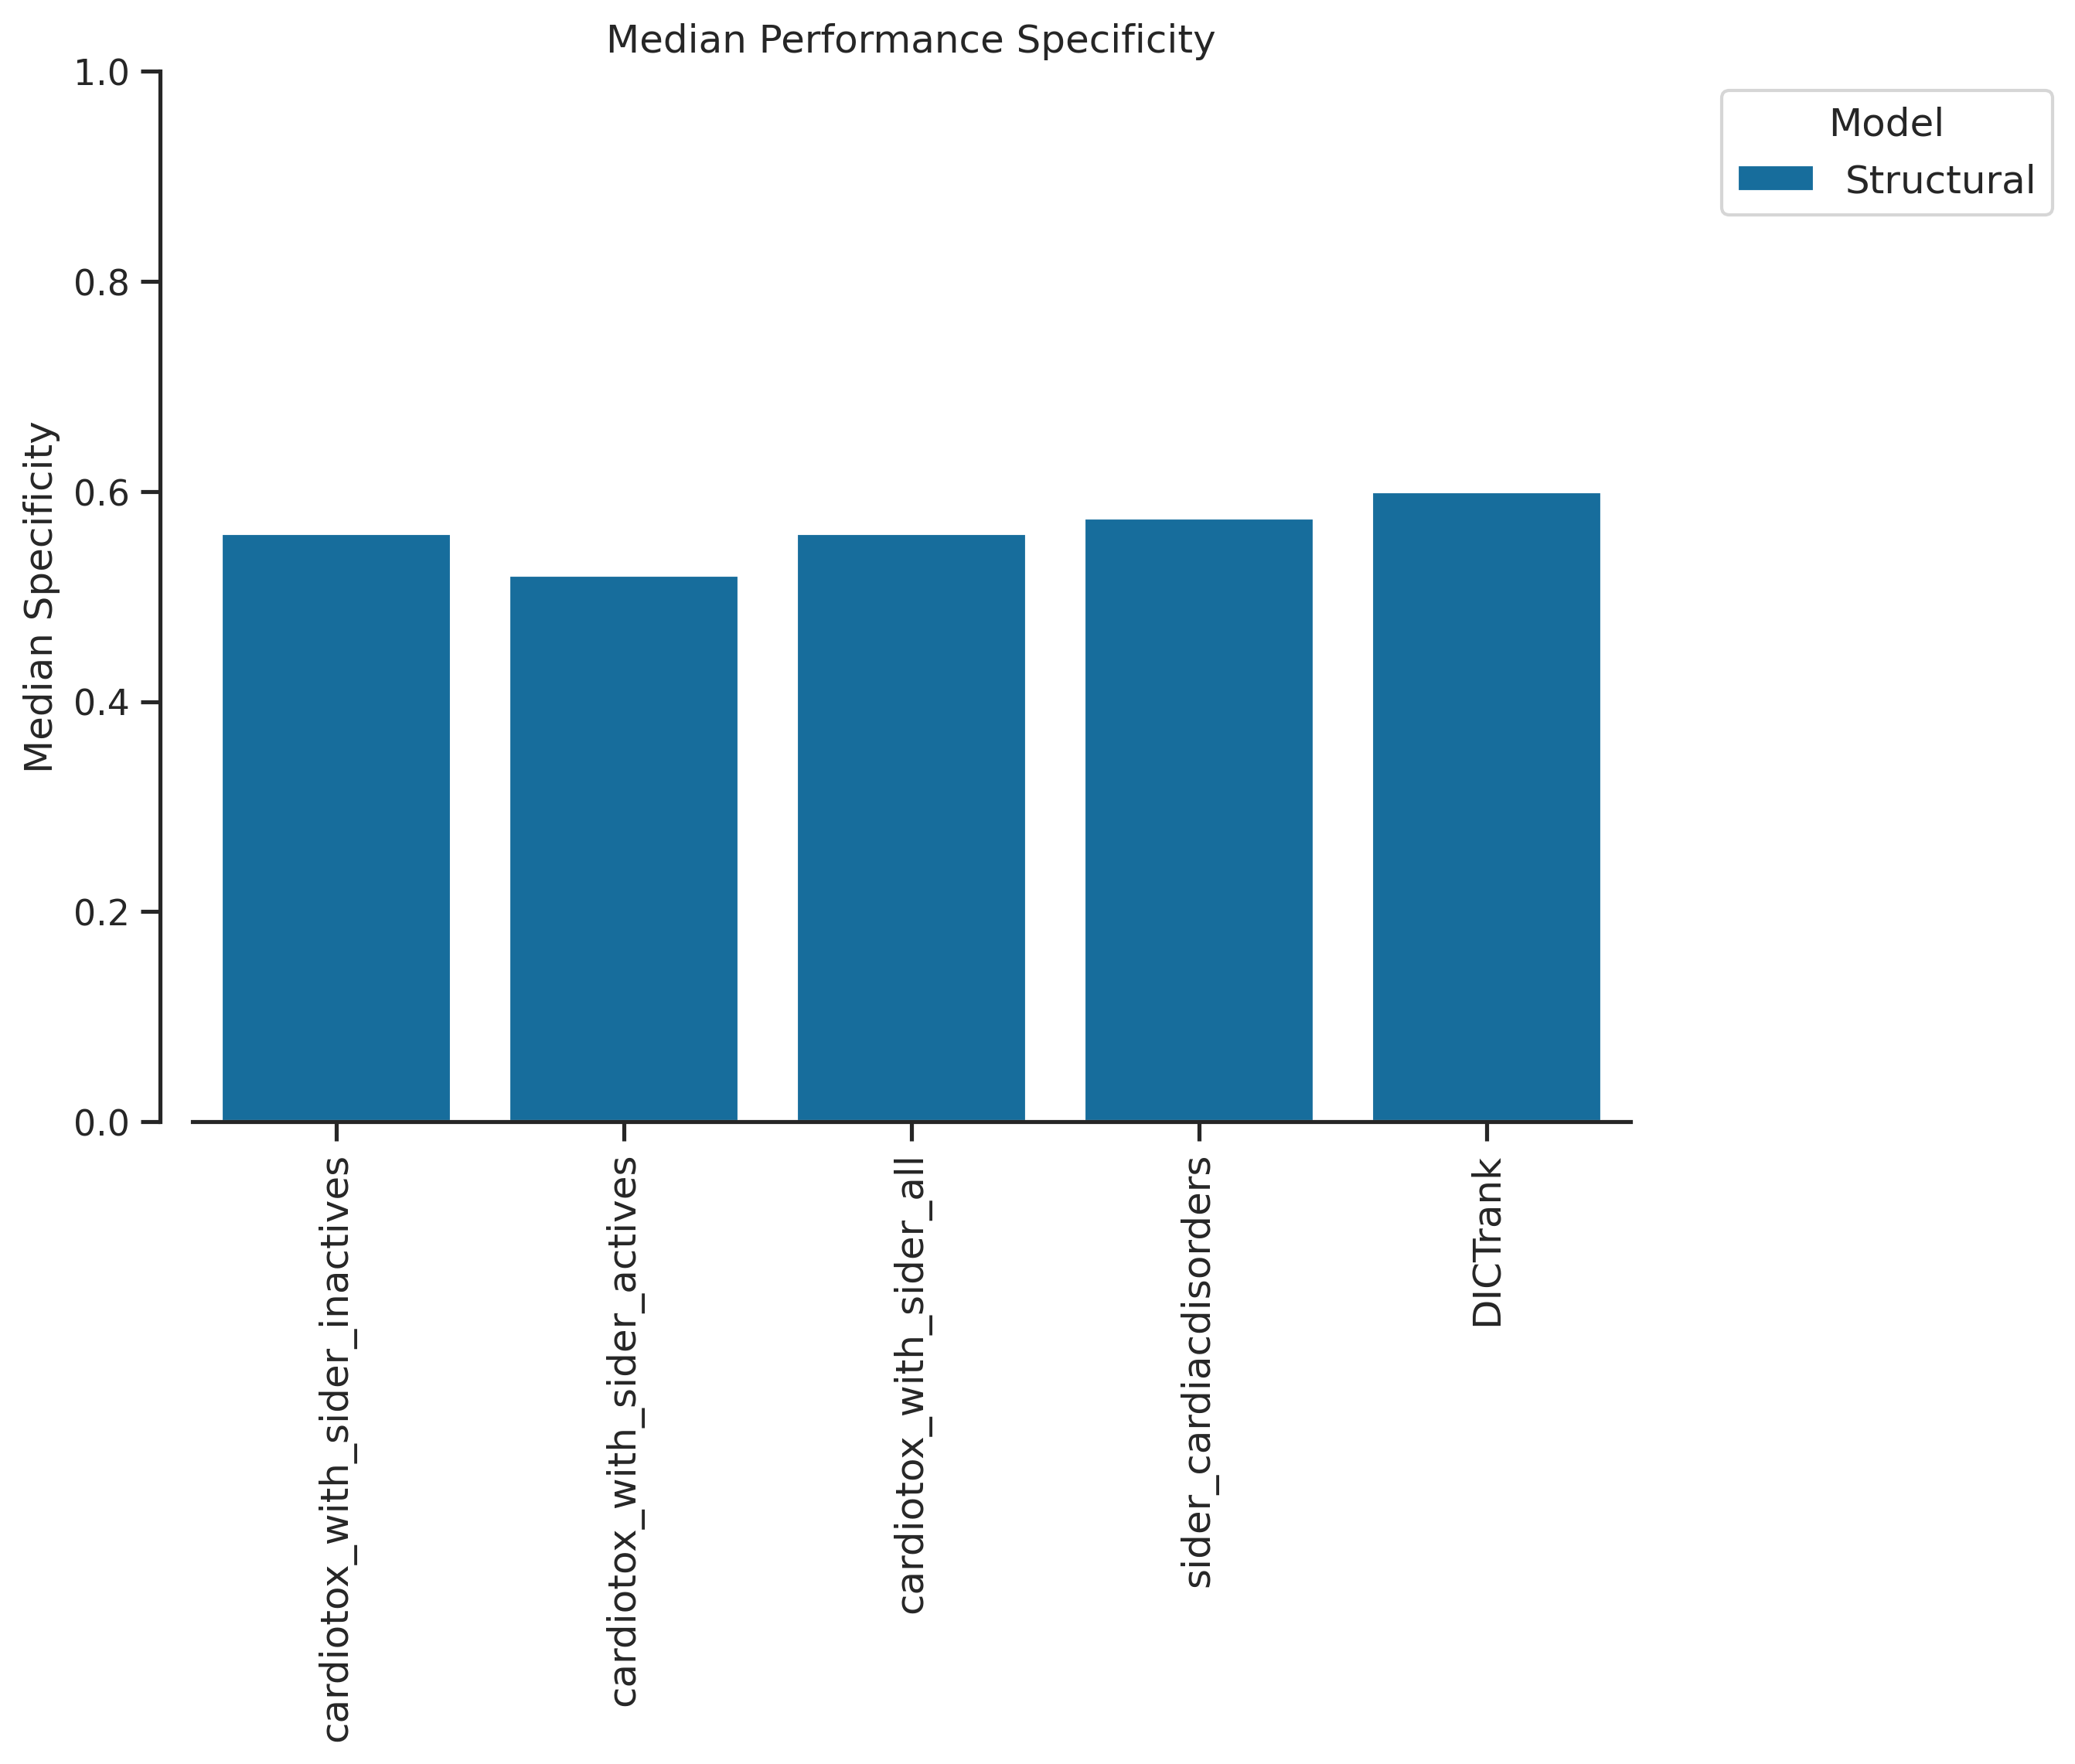 Median Performance Specificity
1.0
0.8
0.6
0.4
0.2
0.0
Median Specificity
cardiotox_with_sider_inactives
cardiotox_with_sider_actives
cardiotox_with_sider_all
sider_cardiacdisorders
DICTrank
Model
Structural